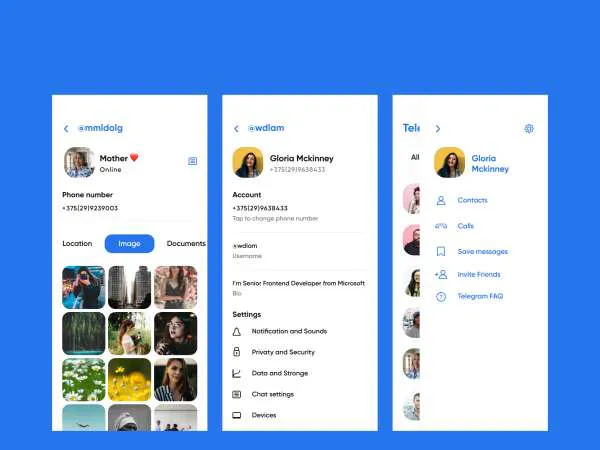 @mmidolg
Mother ❤️
Online
Phone number
+375(29)9239003
Location
Image
Documents
@wdlam
Gloria Mckinney
+375(29)9638433
Account
+375(29)9638433
Tap to change phone number
@wdlam
Username
I'm Senior Frontend Developer from Microsoft
Bio
Settings
Notification and Sounds
Privaty and Security
Data and Stronge
Chat settings
Devices
Tele
All
Gloria
Mckinney
Contacts
Calls
Save messages
Invite Friends
Telegram FAQ